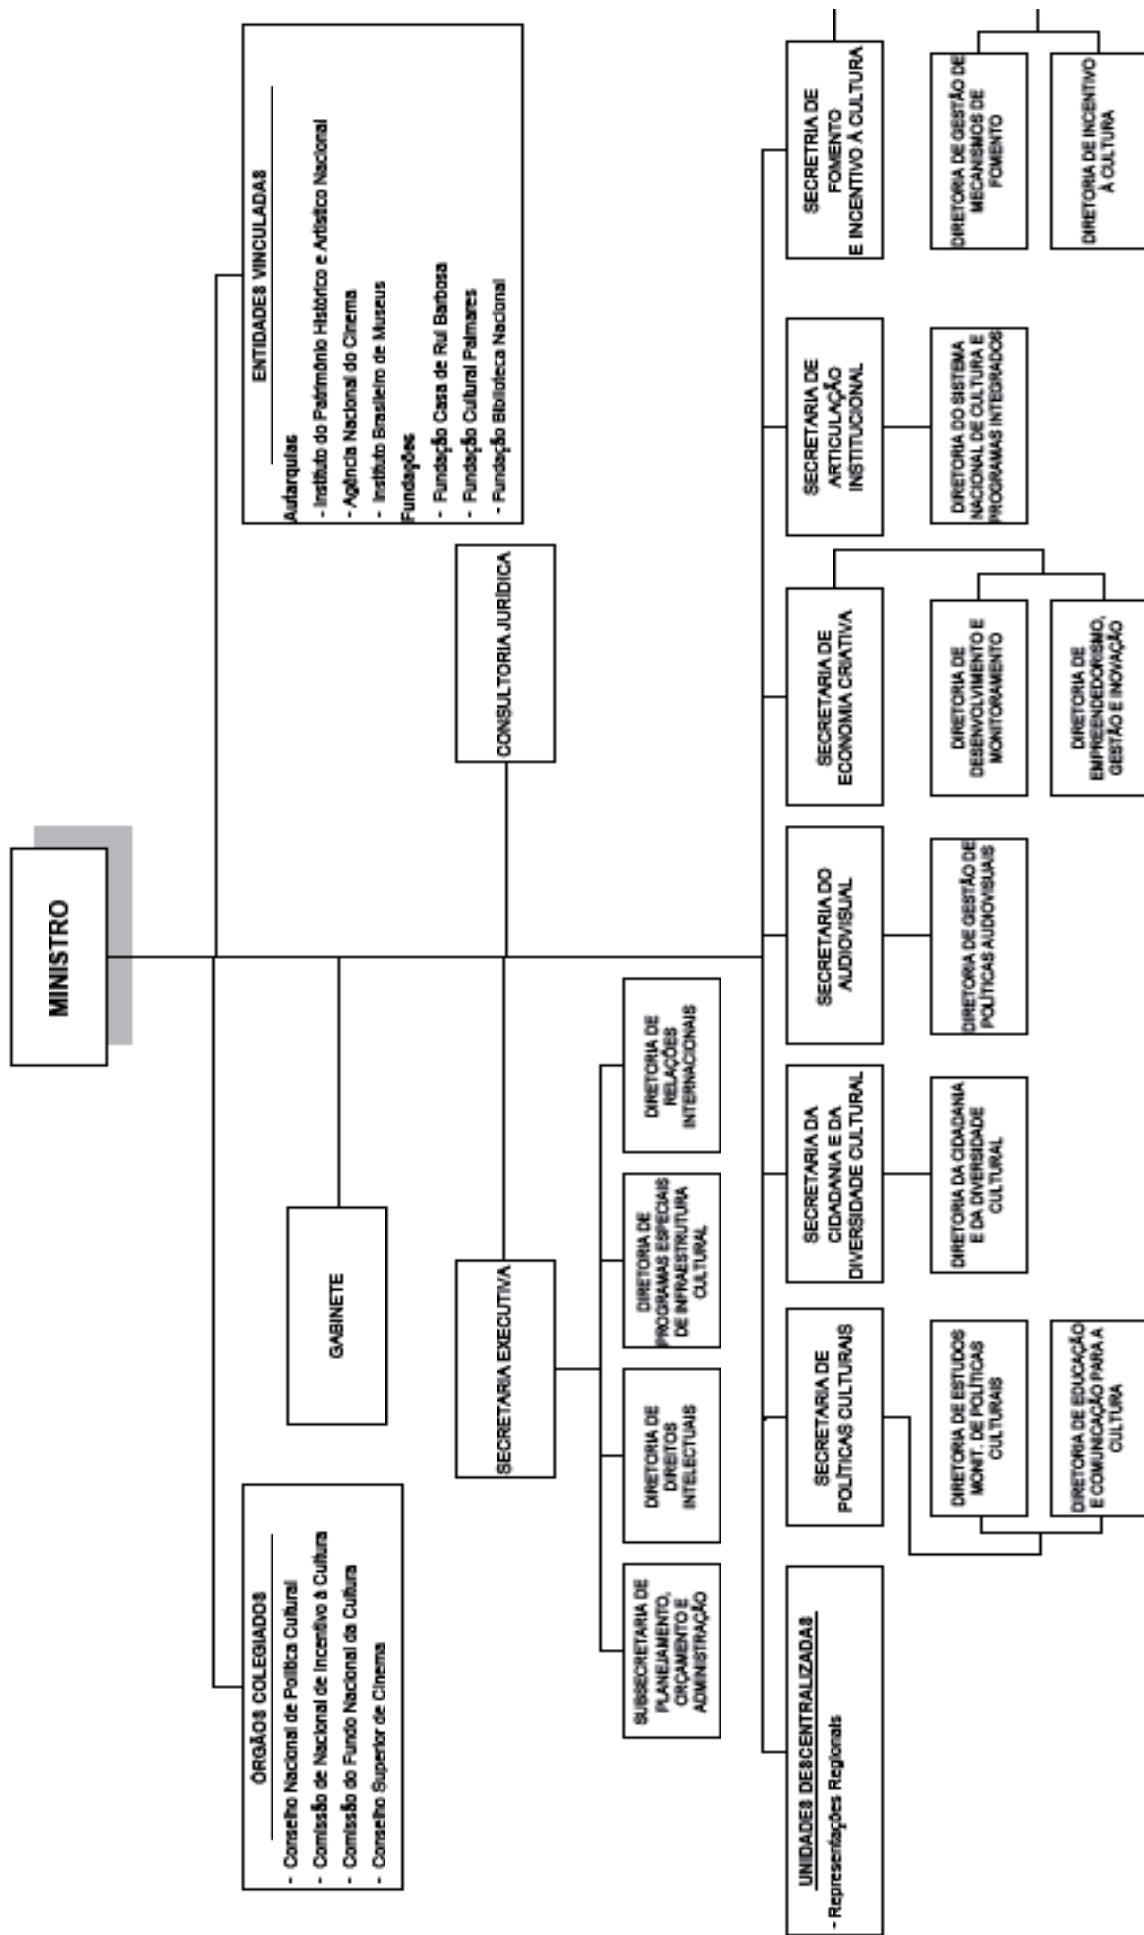 MINISTRO
ÓRGÃOS COLEGIADOS
- Conselho Nacional de Política Cultural
- Comissão de Nacional de Incentivo à Cultura
- Comissão do Fundo Nacional da Cultura
- Conselho Superior de Cinema
GABINETE
ENTIDADES VINCULADAS
Autarquias
- Instituto do Patrimônio Histórico e Artístico Nacional
- Agência Nacional do Cinema
- Instituto Brasileiro de Museus
Fundações
- Fundação Casa de Rui Barbosa
- Fundação Cultural Palmares
- Fundação Biblioteca Nacional
SECRETARIA EXECUTIVA
CONSULTORIA JURÍDICA
SUBSECRETARIA DE
PLANEJAMENTO,
ORÇAMENTO E
ADMINISTRAÇÃO
DIRETORIA DE
DIREITOS
INTELECTUAIS
DIRETORIA DE
PROGRAMAS ESPECIAIS
DE INFRAESTRUTURA
CULTURAL
DIRETORIA DE
RELAÇÕES
INTERNACIONAIS
UNIDADES DESCENTRALIZADAS
- Representações Regionais
SECRETARIA DE
POLÍTICAS CULTURAIS
SECRETARIA DA
CIDADANIA E DA
DIVERSIDADE CULTURAL
SECRETARIA DO
AUDIOVISUAL
SECRETARIA DE
ECONOMIA CRIATIVA
SECRETARIA DE
ARTICULAÇÃO
INSTITUCIONAL
SECRETRIA DE
FOMENTO
E INCENTIVO À CULTURA
DIRETORIA DE ESTUDOS
MONIT. DE POLÍTICAS
CULTURAIS
DIRETORIA DA CIDADANIA
E DA DIVERSIDADE
CULTURAL
DIRETORIA DE GESTÃO DE
POLÍTICAS AUDIOVISUAIS
DIRETORIA DE
DESENVOLVIMENTO E
MONITORAMENTO
DIRETORIA DO SISTEMA
NACIONAL DE CULTURA E
PROGRAMAS INTEGRADOS
DIRETORIA DE GESTÃO DE
MECANISMOS DE
FOMENTO
DIRETORIA DE EDUCAÇÃO
E COMUNICAÇÃO PARA A
CULTURA
DIRETORIA DE
EMPREENDEDORISMO,
GESTÃO E INOVAÇÃO
DIRETORIA DE INCENTIVO
À CULTURA